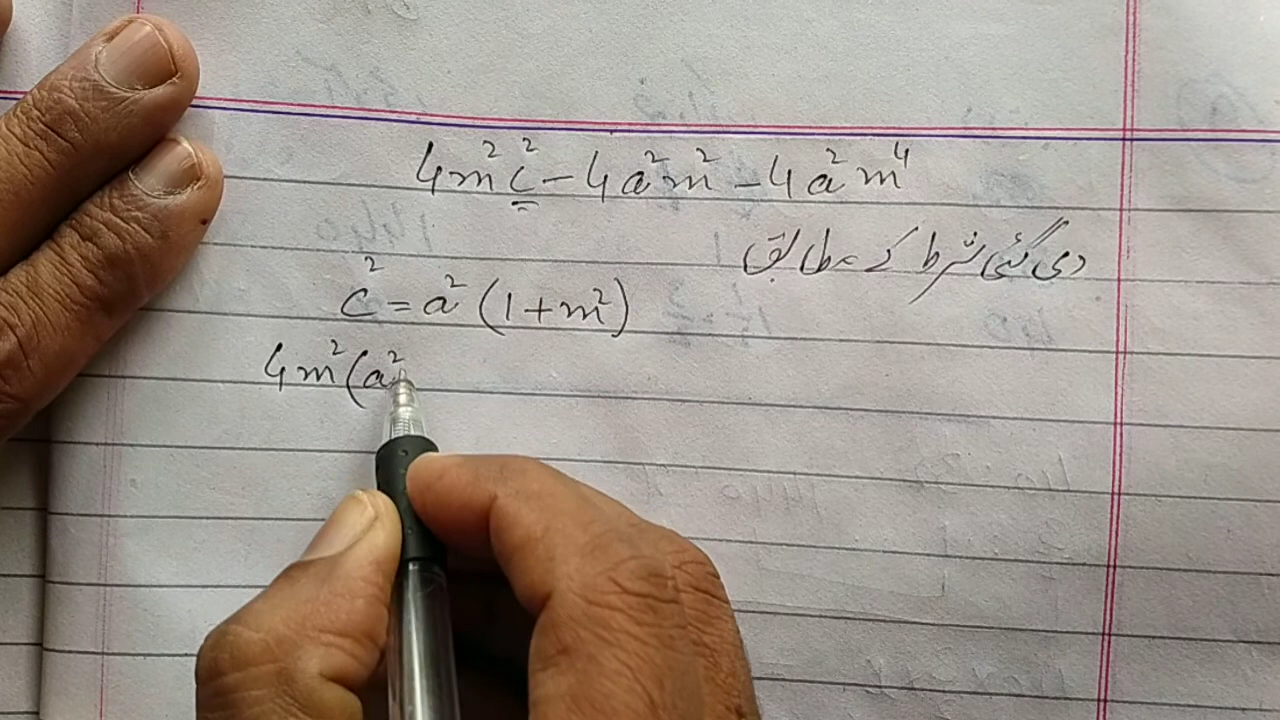 4m²c² - 4a²m² - 4a²m⁴
دی گئی شرط کے مطابق
c² = a² (1 + m²)
4m² (a²